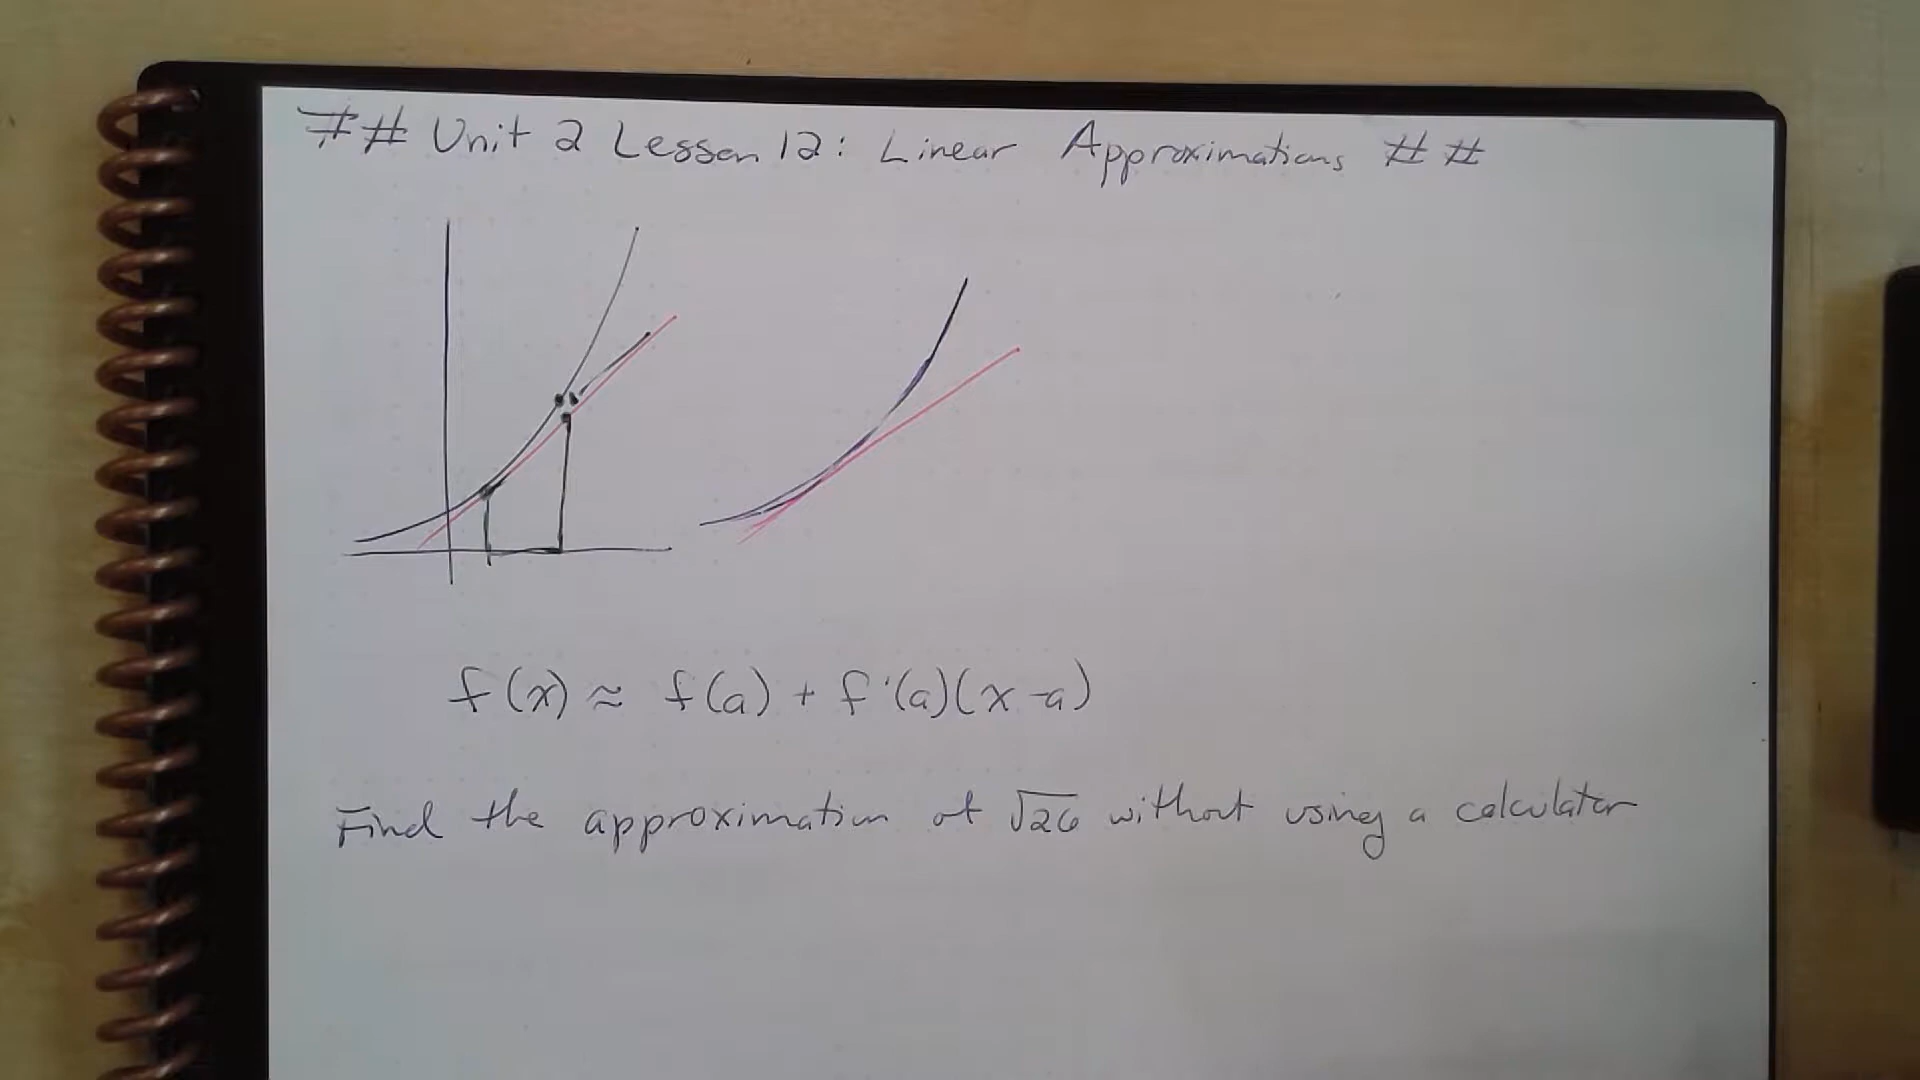 ## Unit 2 Lesson 12: Linear Approximations ##
f(x) ≈ f(a) + f'(a)(x-a)
Find the approximation of √26 without using a calculator